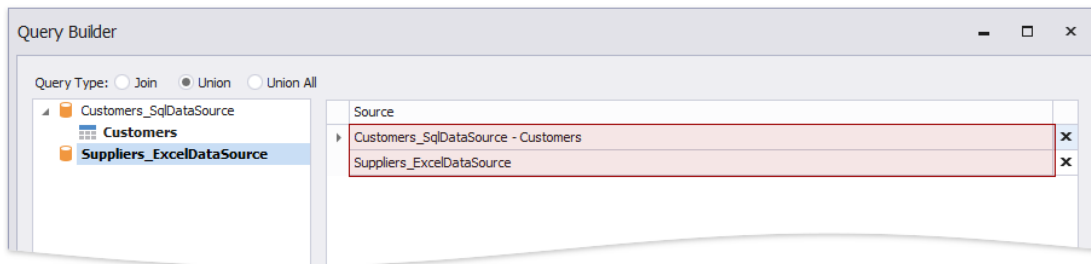 Query Builder
Query Type: Join Union Union All
Customers_SqlDataSource
Customers
Suppliers_ExcelDataSource
Source
Customers_SqlDataSource - Customers
Suppliers_ExcelDataSource